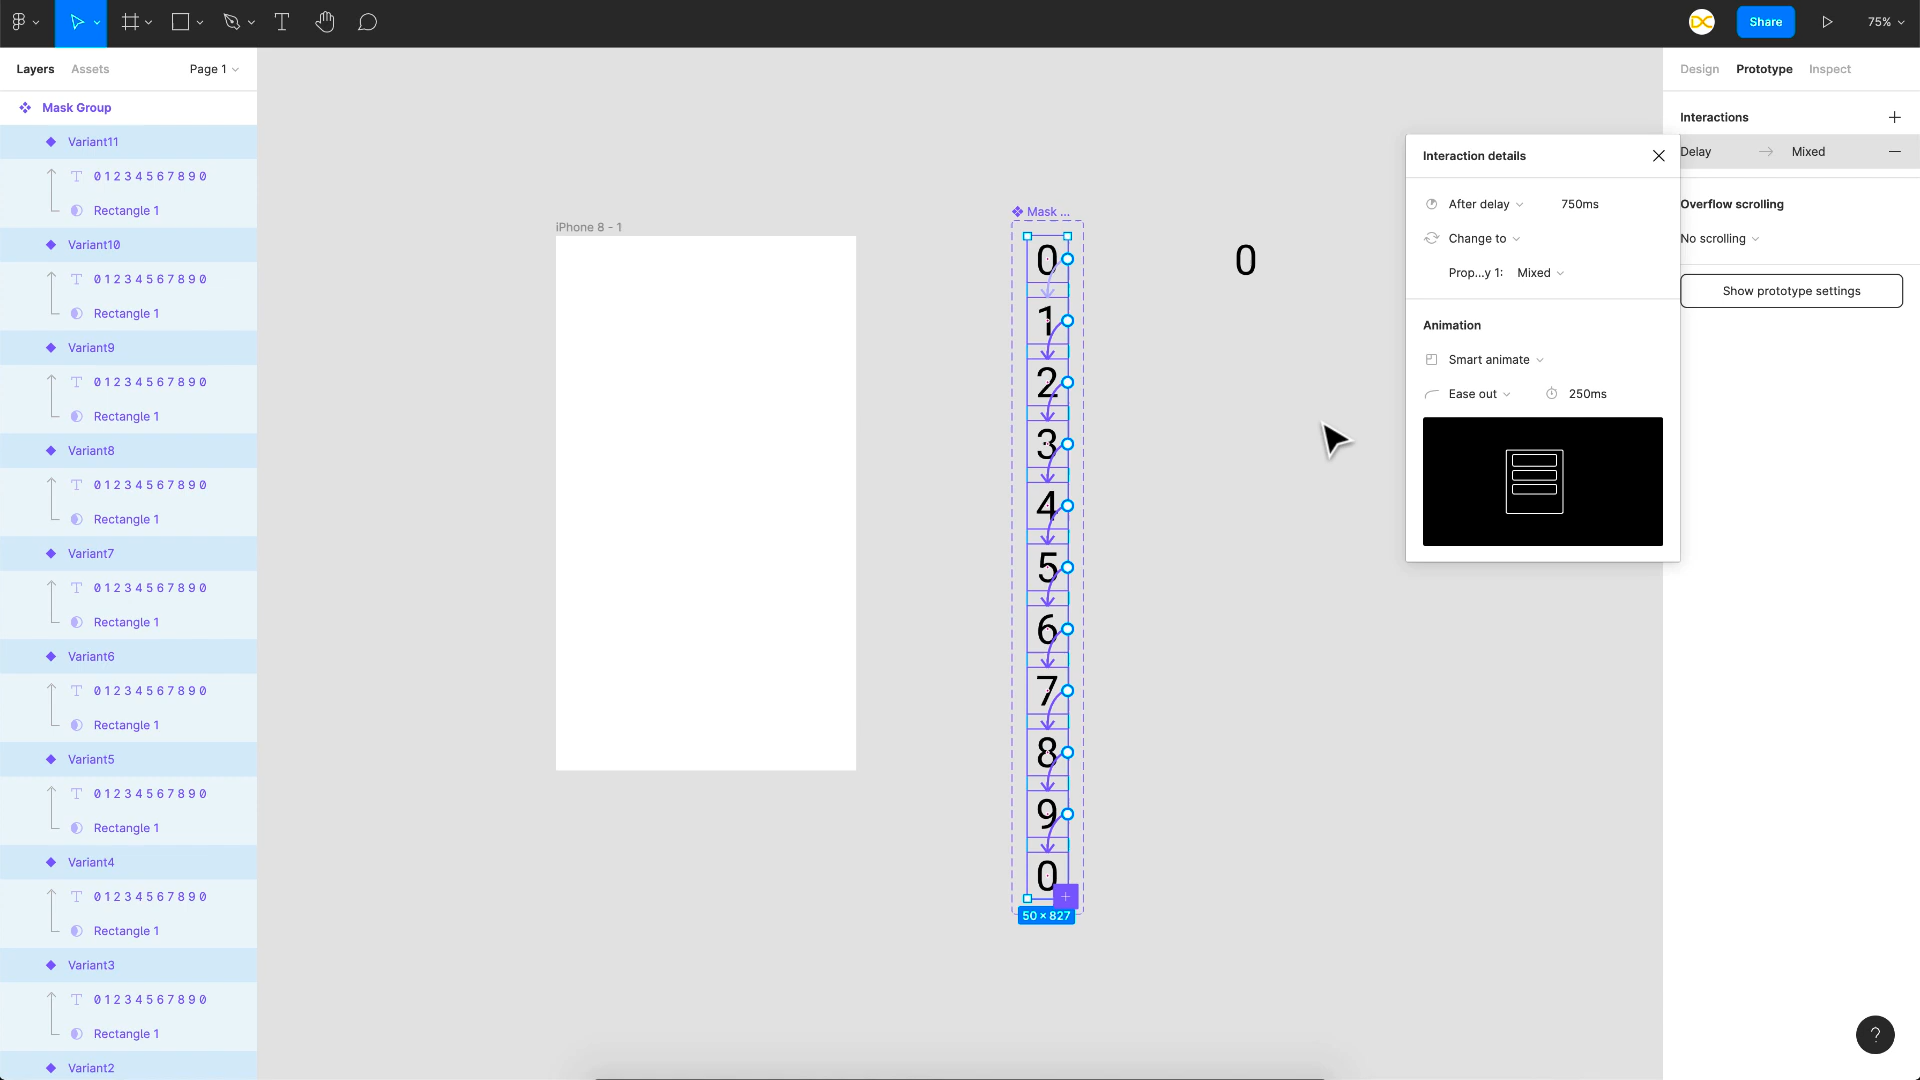 Share
75%
Layers
Assets
Page 1
Design
Prototype
Inspect
Mask Group
Variant11
0 1 2 3 4 5 6 7 8 9 0
Rectangle 1
Variant10
0 1 2 3 4 5 6 7 8 9 0
Rectangle 1
Variant9
0 1 2 3 4 5 6 7 8 9 0
Rectangle 1
Variant8
0 1 2 3 4 5 6 7 8 9 0
Rectangle 1
Variant7
0 1 2 3 4 5 6 7 8 9 0
Rectangle 1
Variant6
0 1 2 3 4 5 6 7 8 9 0
Rectangle 1
Variant5
0 1 2 3 4 5 6 7 8 9 0
Rectangle 1
Variant4
0 1 2 3 4 5 6 7 8 9 0
Rectangle 1
Variant3
0 1 2 3 4 5 6 7 8 9 0
Rectangle 1
Variant2
iPhone 8 - 1
Mask ...
0
1
2
3
4
5
6
7
8
9
0
50 × 827
0
Interaction details
After delay
750ms
Change to
Prop...y 1:
Mixed
Animation
Smart animate
Ease out
250ms
Interactions
Delay
Mixed
Overflow scrolling
No scrolling
Show prototype settings
?